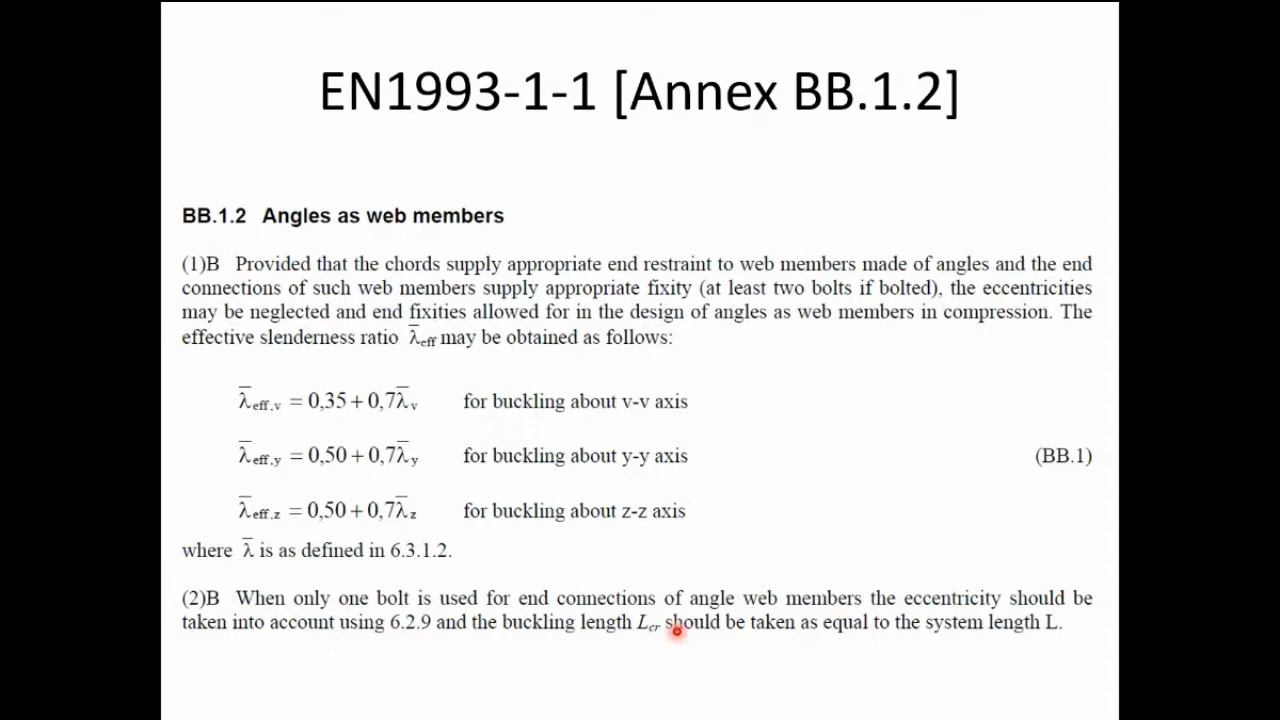 EN1993-1-1 [Annex BB.1.2]
BB.1.2 Angles as web members
(1)B Provided that the chords supply appropriate end restraint to web members made of angles and the end
connections of such web members supply appropriate fixity (at least two bolts if bolted), the eccentricities
may be neglected and end fixities allowed for in the design of angles as web members in compression. The
effective slenderness ratio λ̄eff may be obtained as follows:
λ̄eff,v = 0,35 + 0,7λ̄v for buckling about v-v axis
λ̄eff,y = 0,50 + 0,7λ̄y for buckling about y-y axis (BB.1)
λ̄eff,z = 0,50 + 0,7λ̄z for buckling about z-z axis
where λ̄ is as defined in 6.3.1.2.
(2)B When only one bolt is used for end connections of angle web members the eccentricity should be
taken into account using 6.2.9 and the buckling length Lcr should be taken as equal to the system length L.